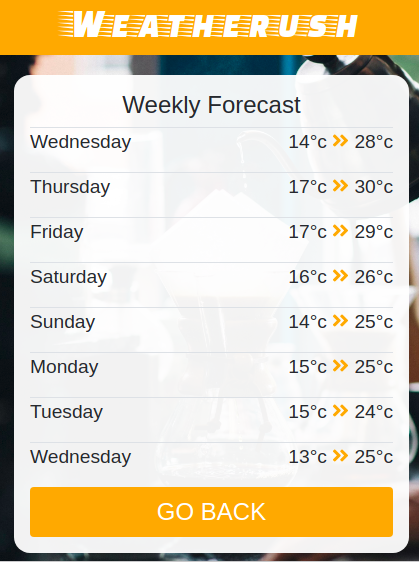 WEATHERUSH
Weekly Forecast
Wednesday 14°c » 28°c
Thursday 17°c » 30°c
Friday 17°c » 29°c
Saturday 16°c » 26°c
Sunday 14°c » 25°c
Monday 15°c » 25°c
Tuesday 15°c » 24°c
Wednesday 13°c » 25°c
GO BACK